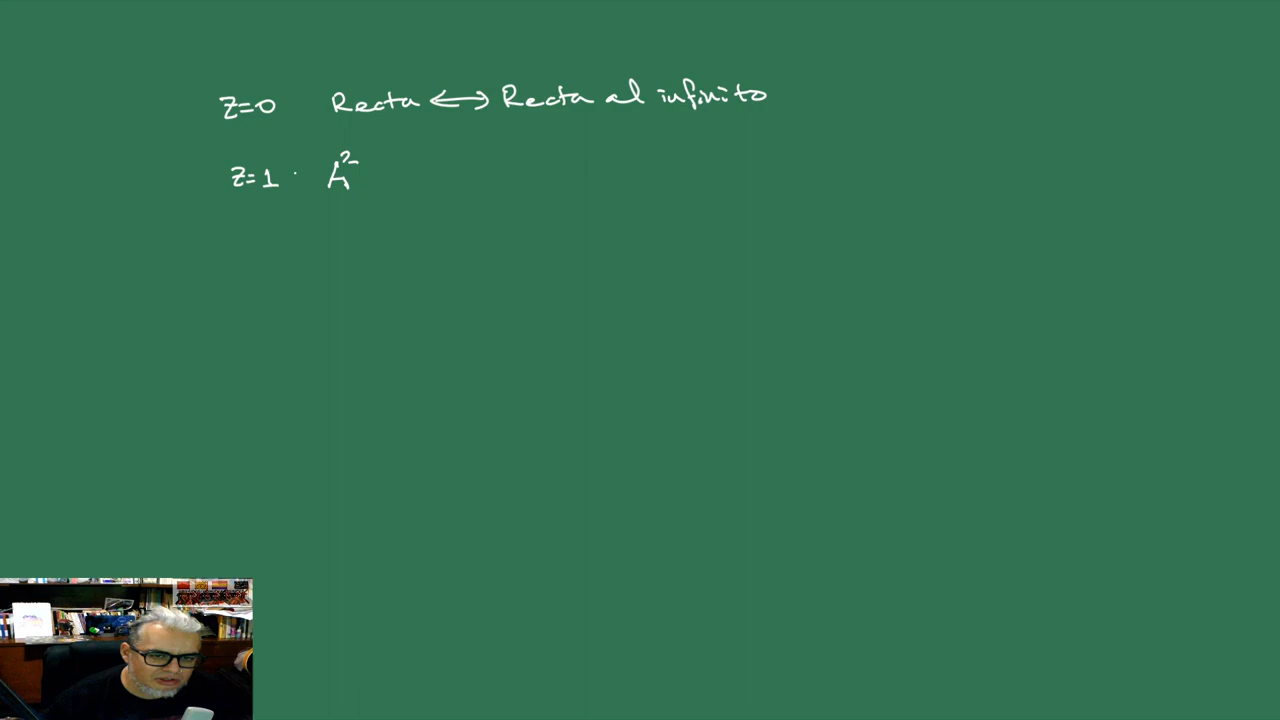 z=0 Recta ⟷ Recta al infinito
z=1 · A²